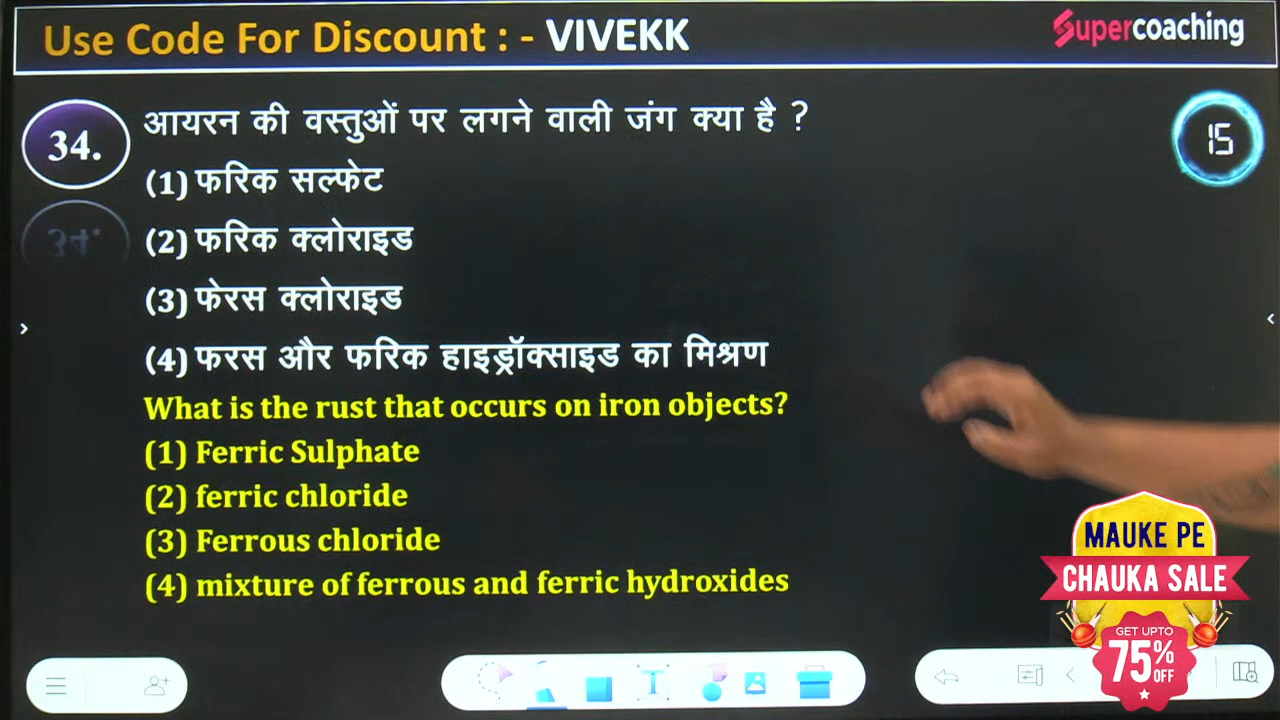 Use Code For Discount : - VIVEKK
Supercoaching
34.
आयरन की वस्तुओं पर लगने वाली जंग क्या है ?
15
(1) फरिक सल्फेट
(2) फरिक क्लोराइड
(3) फेरस क्लोराइड
(4) फरस और फरिक हाइड्रॉक्साइड का मिश्रण
What is the rust that occurs on iron objects?
(1) Ferric Sulphate
(2) ferric chloride
(3) Ferrous chloride
(4) mixture of ferrous and ferric hydroxides
MAUKE PE
CHAUKA SALE
GET UPTO
75% OFF